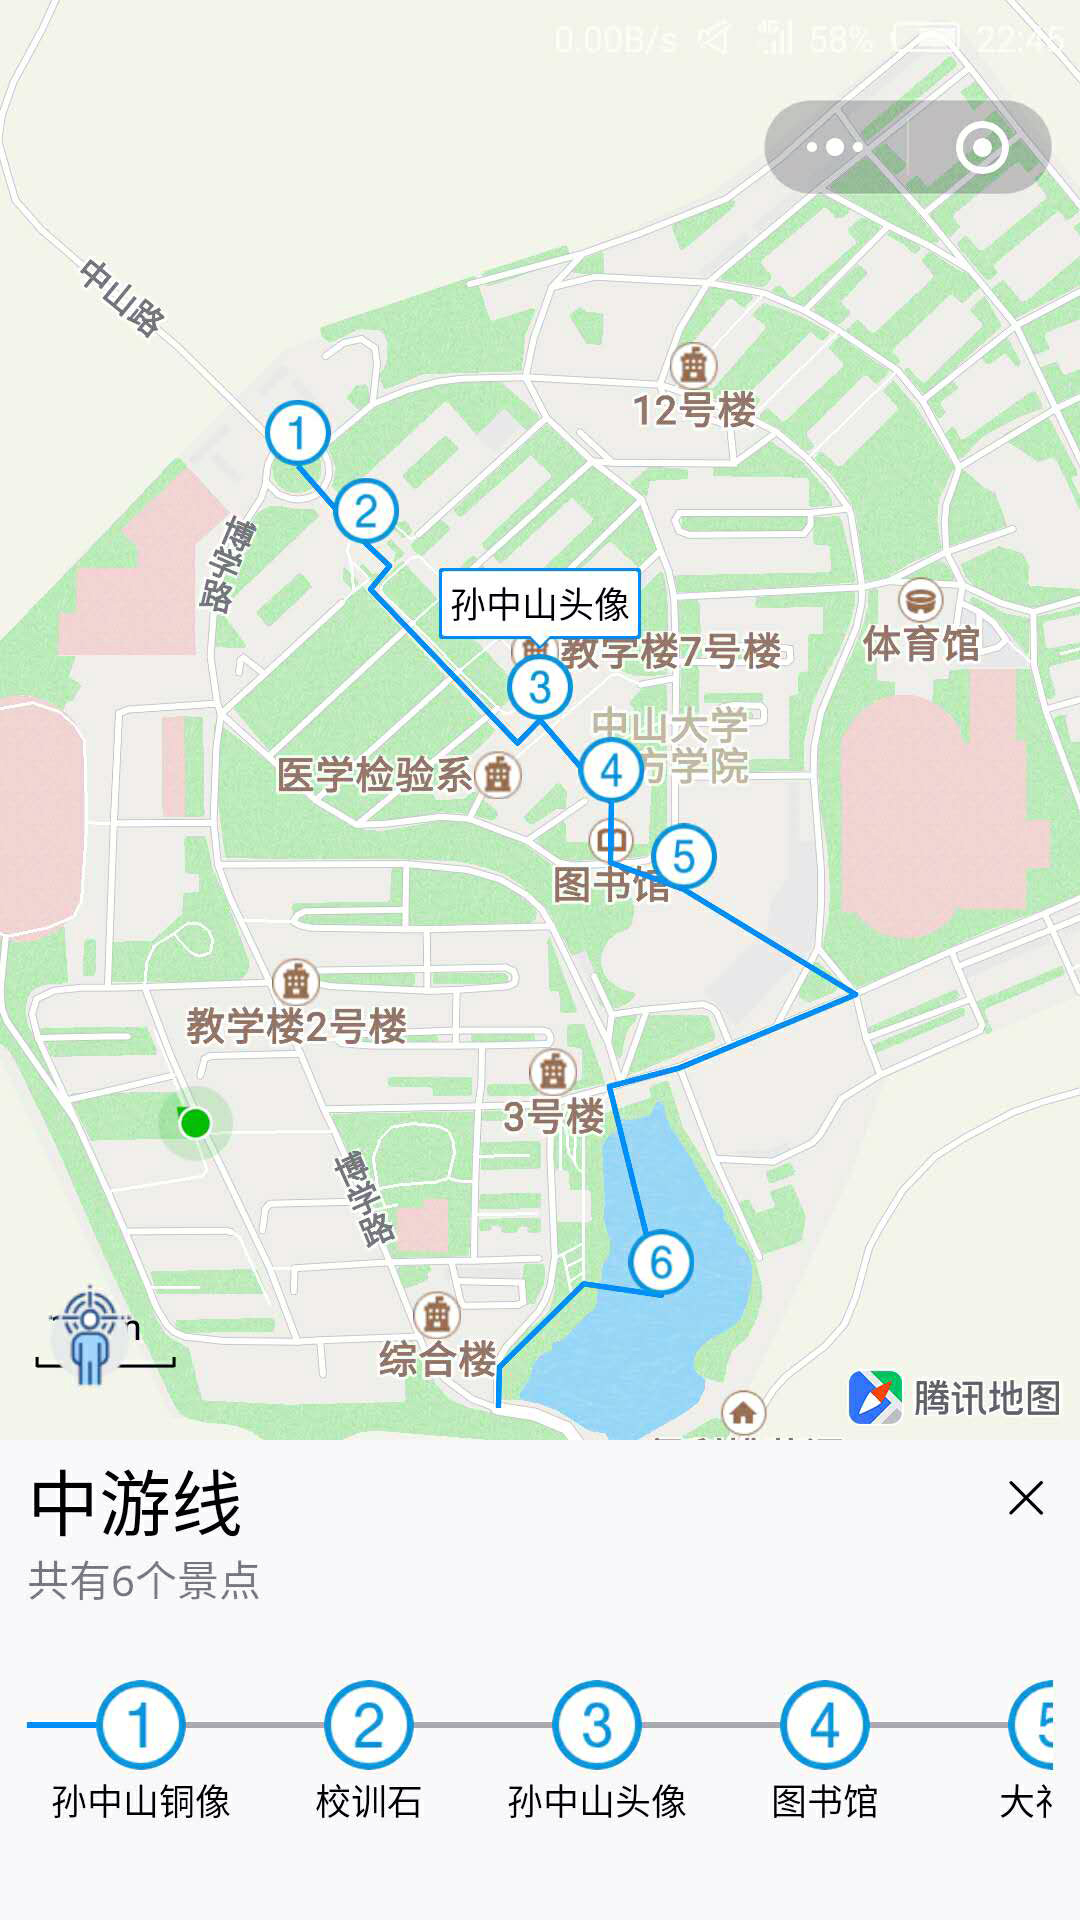 0.00B/s 4G 58% 22:45
中山路
12号楼
1
2
博学路
孙中山头像
体育馆
教学楼7号楼
3
中山大学
方学院
医学检验系
4
5
图书馆
教学楼2号楼
3号楼
博学路
6
综合楼
腾讯地图
中游线
共有6个景点
1 2 3 4 5
孙中山铜像 校训石 孙中山头像 图书馆 大